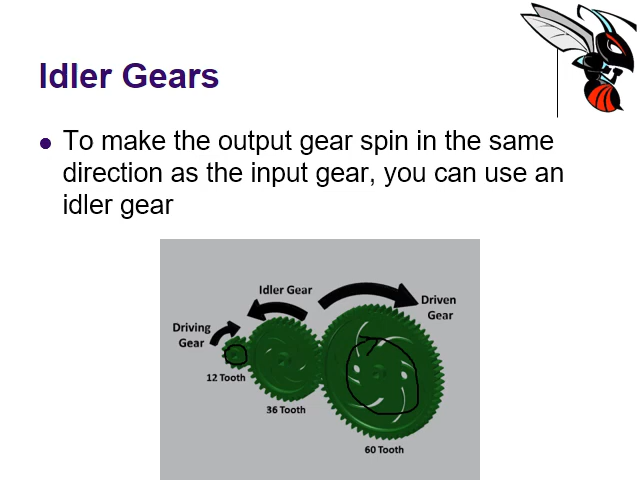 Idler Gears
To make the output gear spin in the same
direction as the input gear, you can use an
idler gear
Idler Gear
Driven
Gear
Driving
Gear
12 Tooth
36 Tooth
60 Tooth